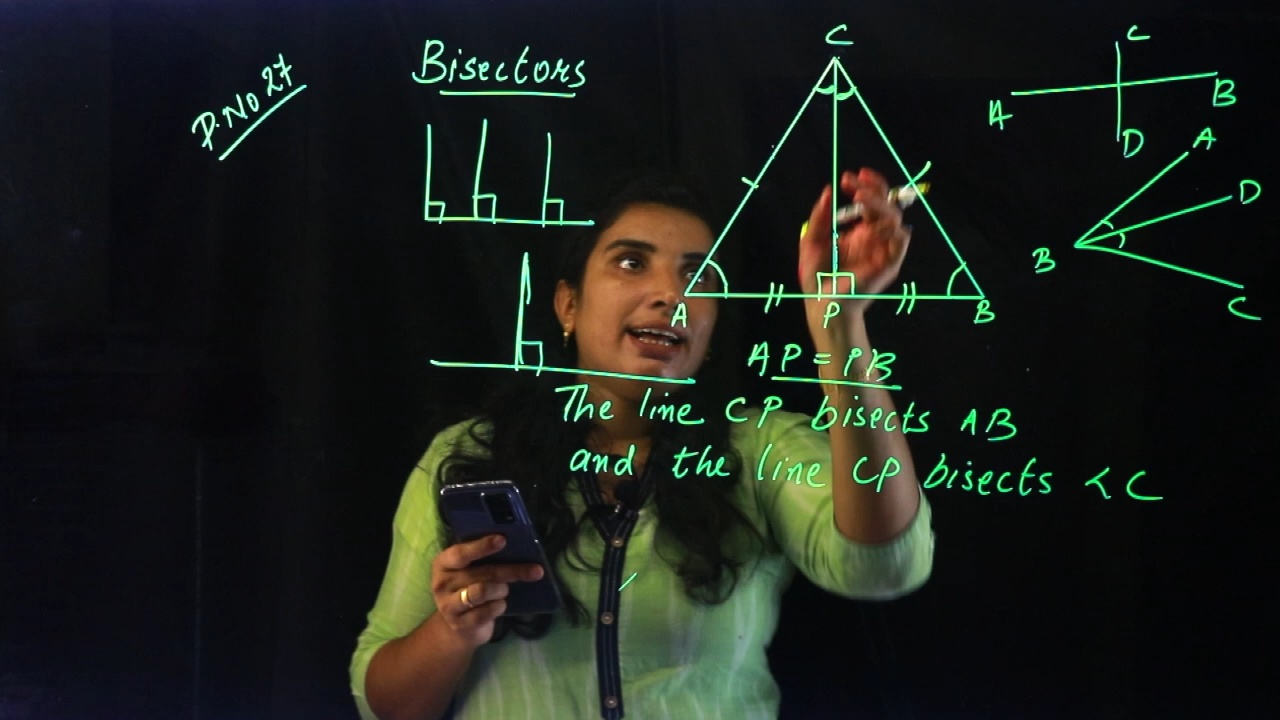 P.No 27
Bisectors
C
A
B
P
AP = PB
The line CP bisects AB
and the line CP bisects <C
C
A
B
D
A
D
B
C